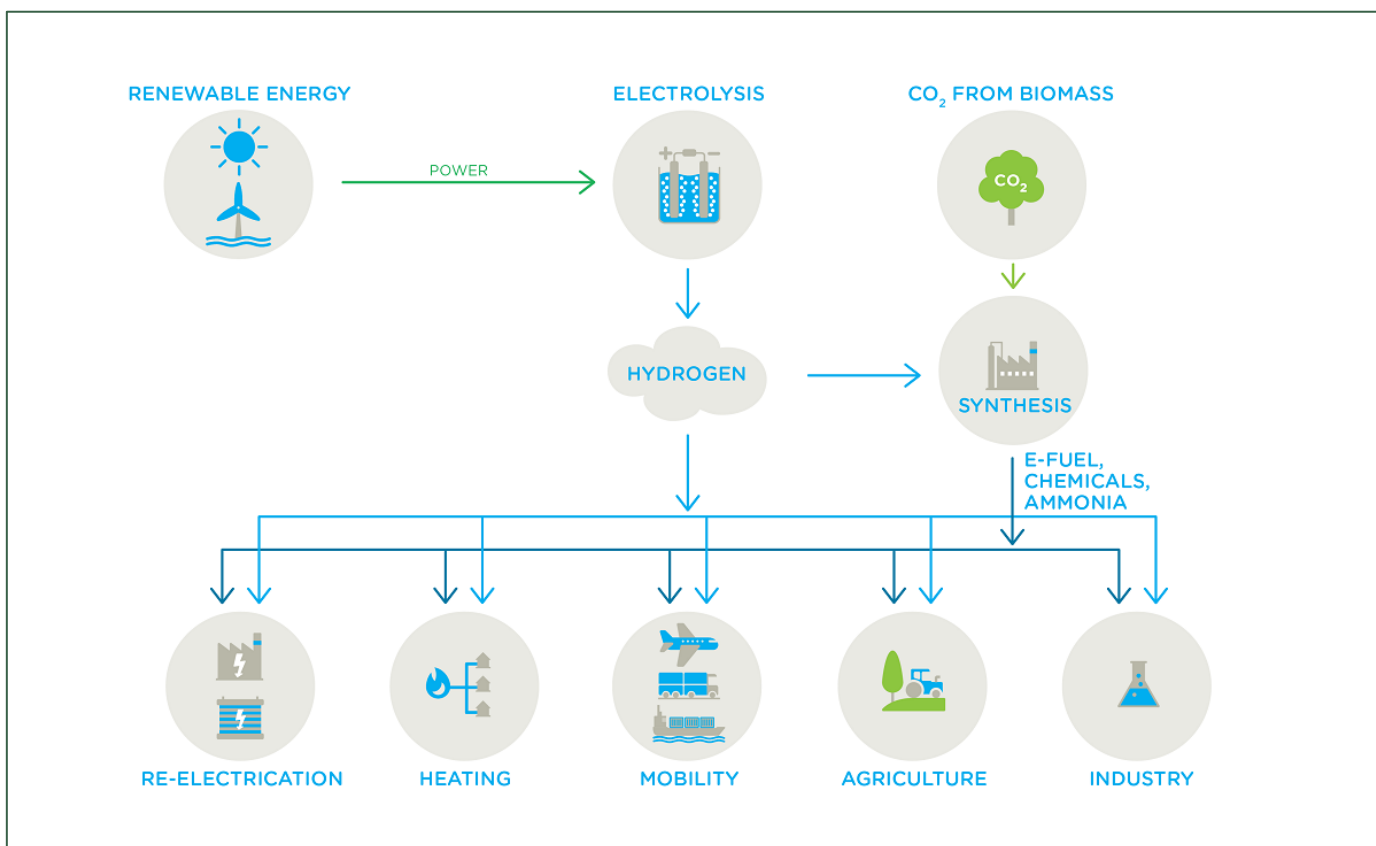 RENEWABLE ENERGY
ELECTROLYSIS
CO₂ FROM BIOMASS
POWER
CO₂
HYDROGEN
SYNTHESIS
E-FUEL,
CHEMICALS,
AMMONIA
RE-ELECTRICATION
HEATING
MOBILITY
AGRICULTURE
INDUSTRY